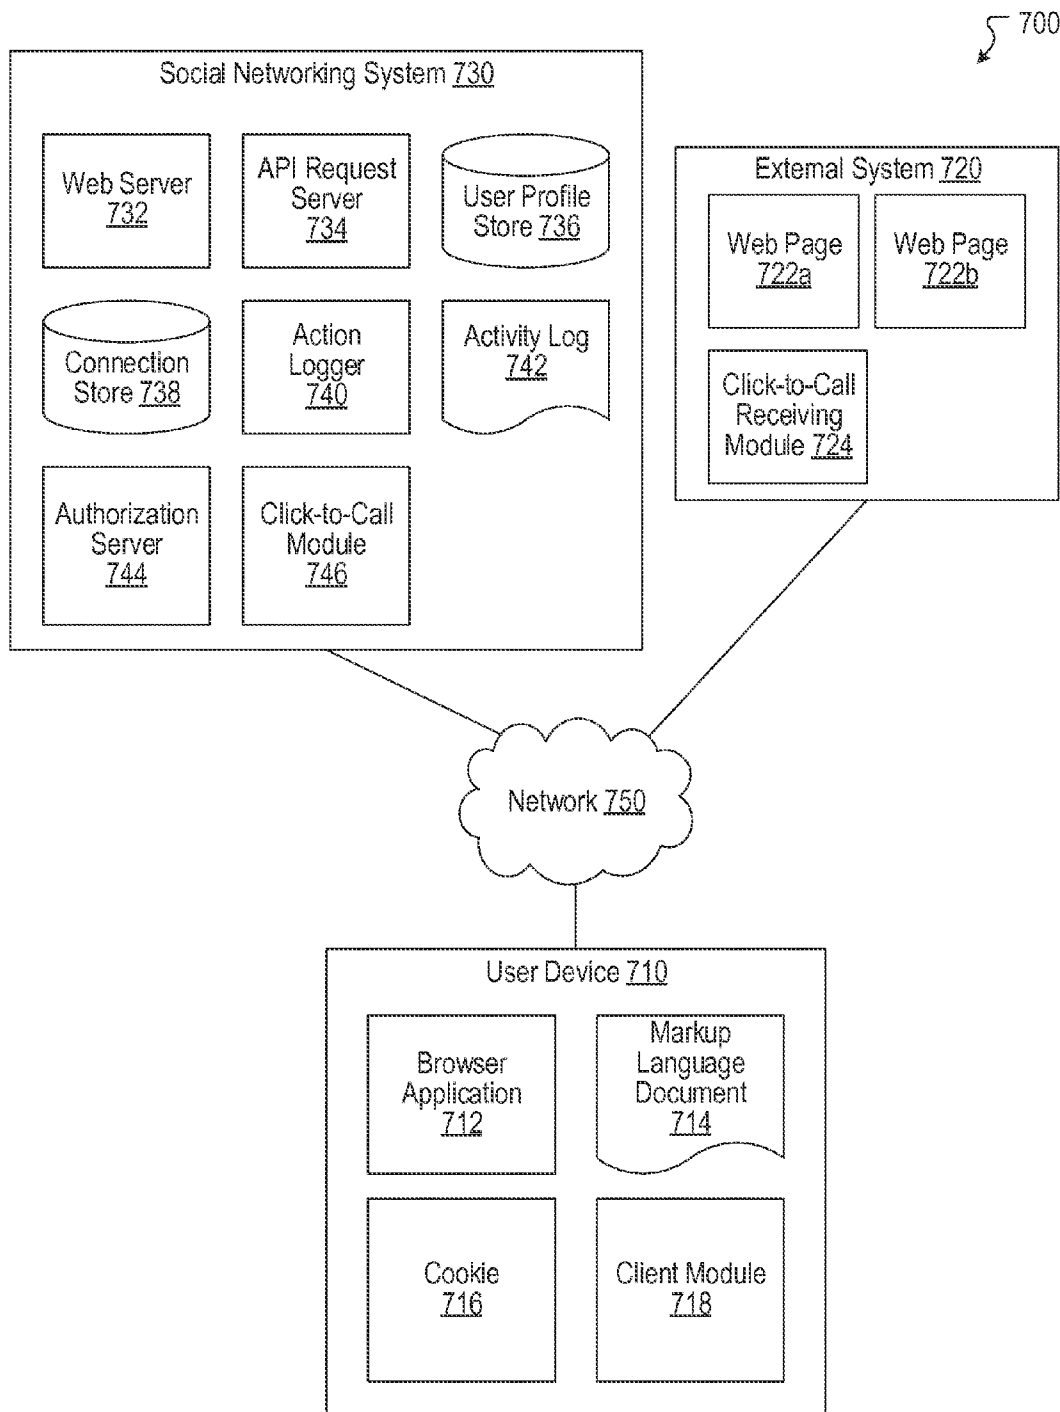 700
Social Networking System 730
Web Server
732
API Request
Server
734
User Profile
Store 736
Connection
Store 738
Action
Logger
740
Activity Log
742
Authorization
Server
744
Click-to-Call
Module
746
External System 720
Web Page
722a
Web Page
722b
Click-to-Call
Receiving
Module 724
Network 750
User Device 710
Browser
Application
712
Markup
Language
Document
714
Cookie
716
Client Module
718